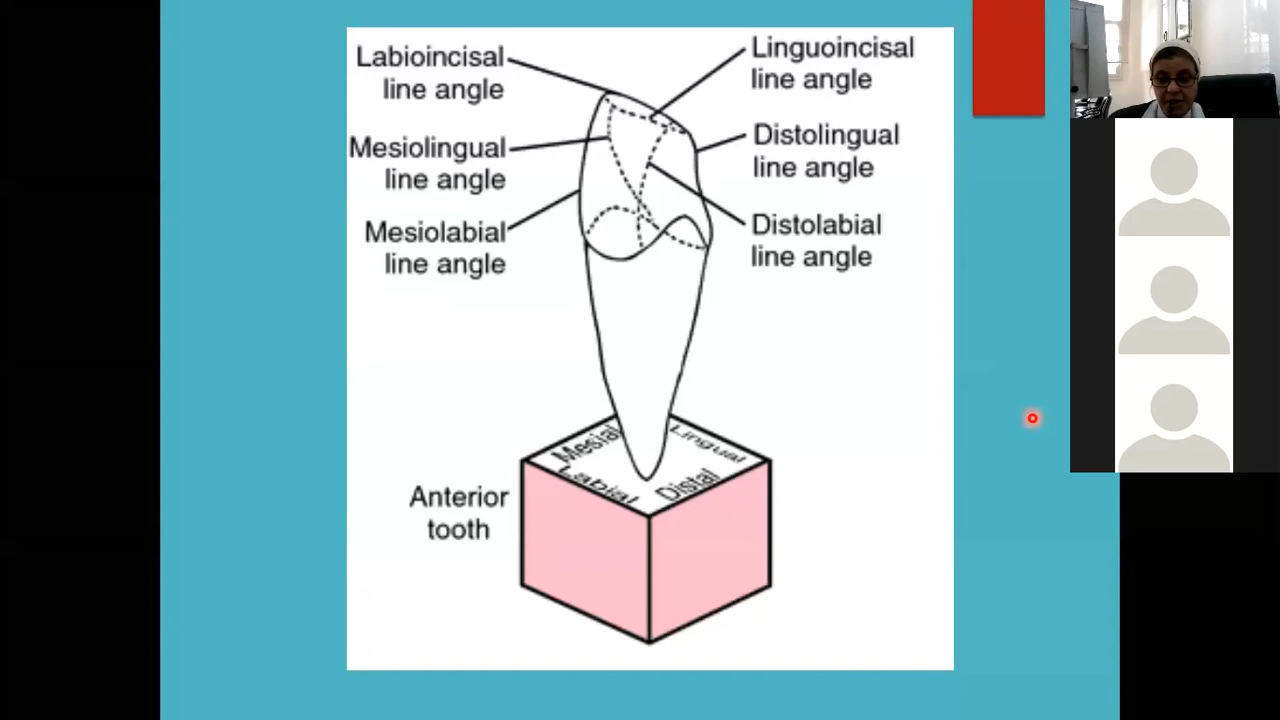 Labioincisal
line angle
Linguoincisal
line angle
Mesiolingual
line angle
Distolingual
line angle
Mesiolabial
line angle
Distolabial
line angle
Mesial
Lingual
Labial
Distal
Anterior
tooth